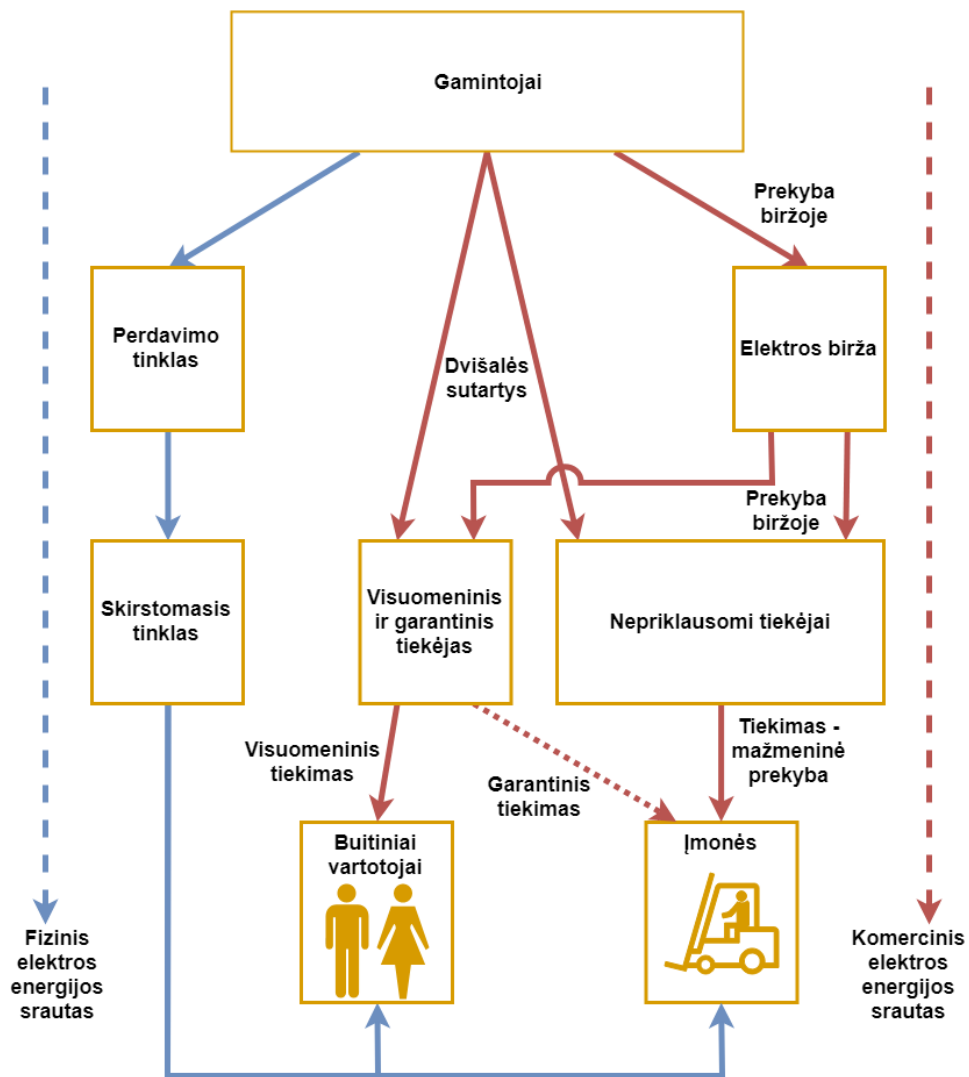 Gamintojai
Prekyba
biržoje
Perdavimo
tinklas
Elektros birža
Dvišalės
sutartys
Prekyba
biržoje
Skirstomasis
tinklas
Visuomeninis
ir garantinis
tiekėjas
Nepriklausomi tiekėjai
Visuomeninis
tiekimas
Garantinis
tiekimas
Tiekimas -
mažmeninė
prekyba
Buitiniai
vartotojai
Įmonės
Fizinis
elektros
energijos
srautas
Komercinis
elektros
energijos
srautas